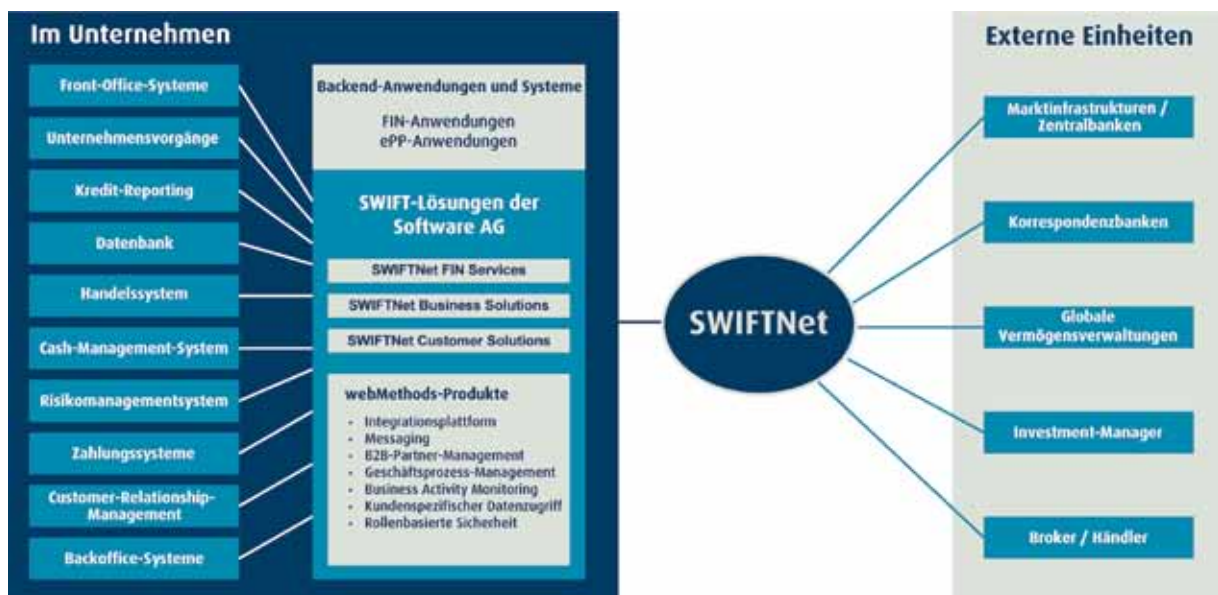 Im Unternehmen
Front-Office-Systeme
Unternehmensvorgänge
Kredit-Reporting
Datenbank
Handelssystem
Cash-Management-System
Risikomanagementsystem
Zahlungssysteme
Customer-Relationship-
Management
Backoffice-Systeme
Backend-Anwendungen und Systeme
FIN-Anwendungen
ePP-Anwendungen
SWIFT-Lösungen der
Software AG
SWIFTNet FIN Services
SWIFTNet Business Solutions
SWIFTNet Customer Solutions
webMethods-Produkte
• Integrationsplattform
• Messaging
• B2B-Partner-Management
• Geschäftsprozess-Management
• Business Activity Monitoring
• Kundenspezifischer Datenzugriff
• Rollenbasierte Sicherheit
SWIFTNet
Externe Einheiten
Marktinfrastrukturen /
Zentralbanken
Korrespondenzbanken
Globale
Vermögensverwaltungen
Investment-Manager
Broker / Händler